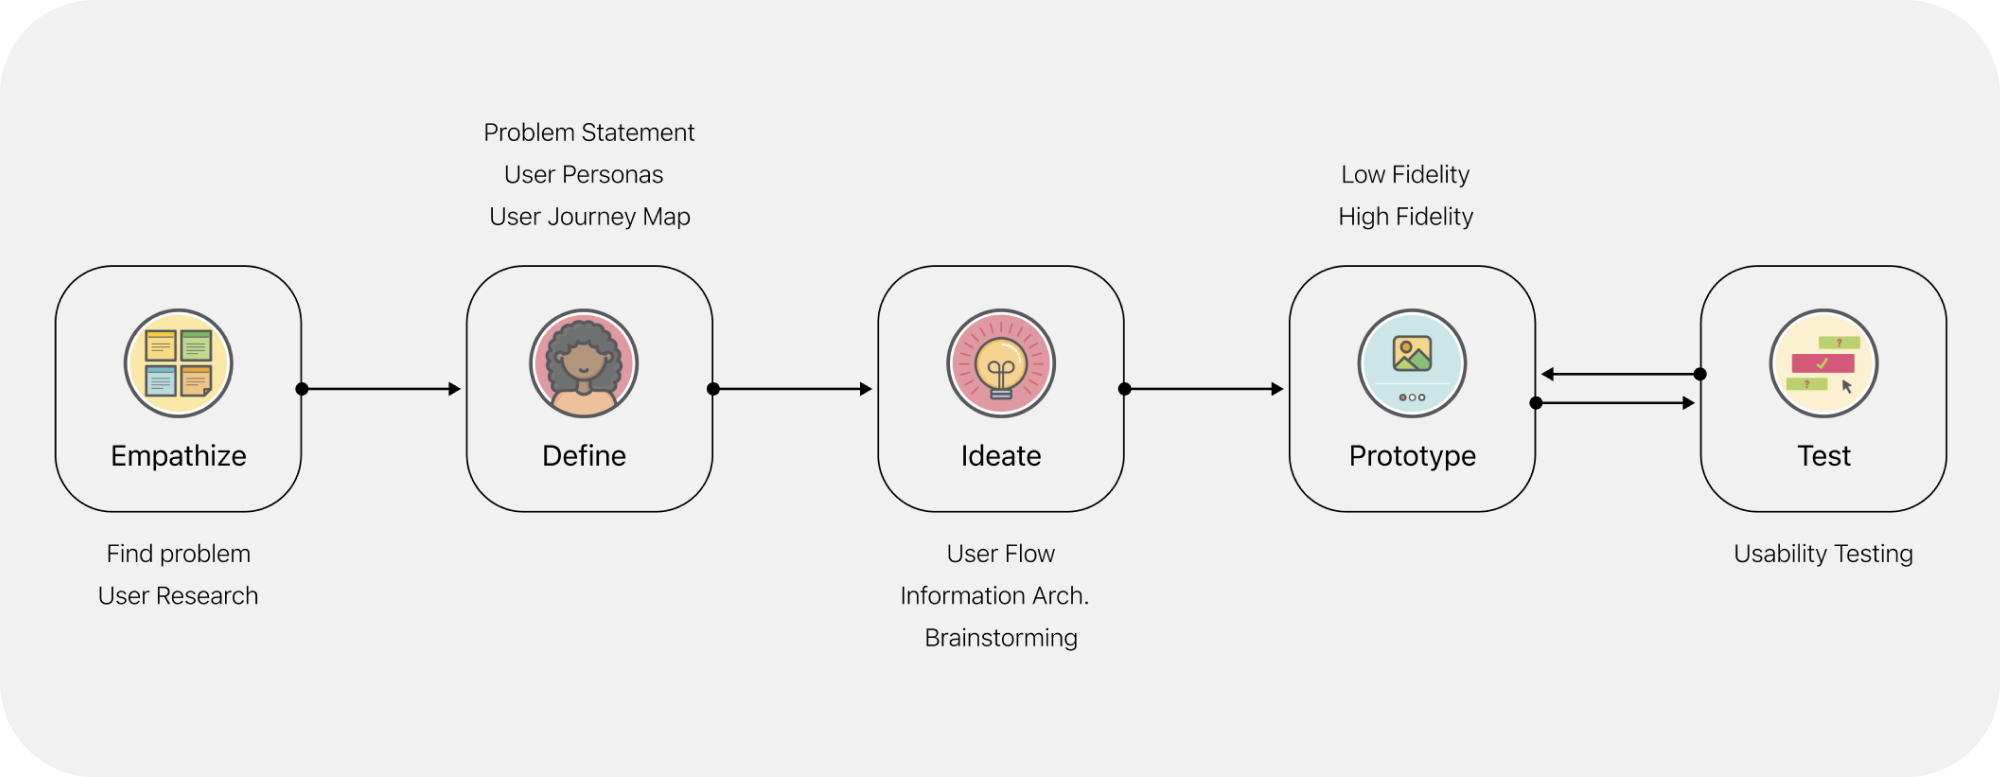 Problem Statement
User Personas
User Journey Map
Low Fidelity
High Fidelity
?
?
Empathize
Define
Ideate
Prototype
Test
Find problem
User Research
User Flow
Information Arch.
Brainstorming
Usability Testing